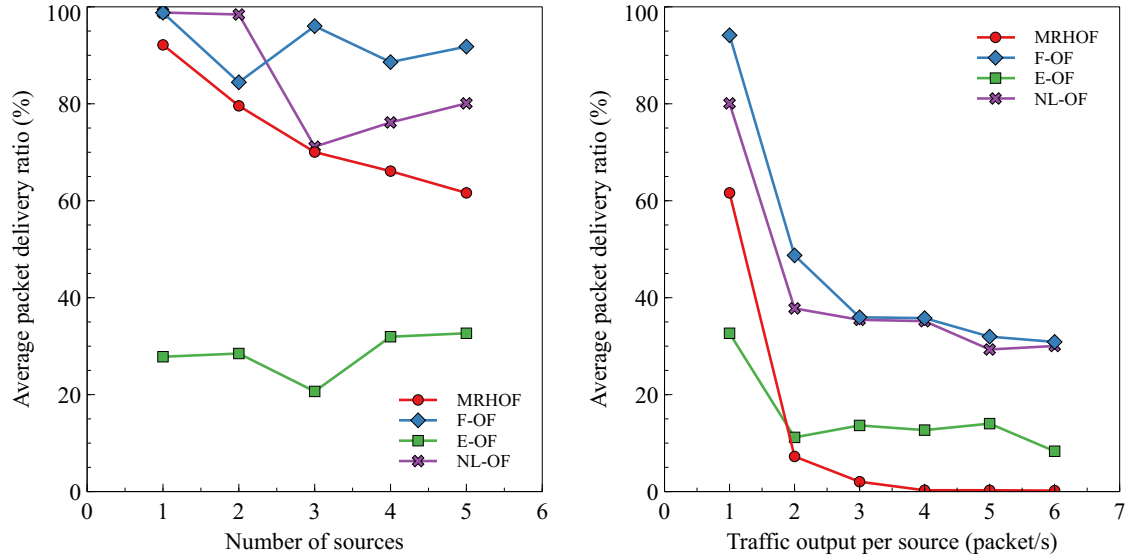 100
80
60
40
20
0
Average packet delivery ratio (%)
0 1 2 3 4 5 6
Number of sources
MRHOF
F-OF
E-OF
NL-OF
100
80
60
40
20
0
Average packet delivery ratio (%)
0 1 2 3 4 5 6 7
Traffic output per source (packet/s)
MRHOF
F-OF
E-OF
NL-OF